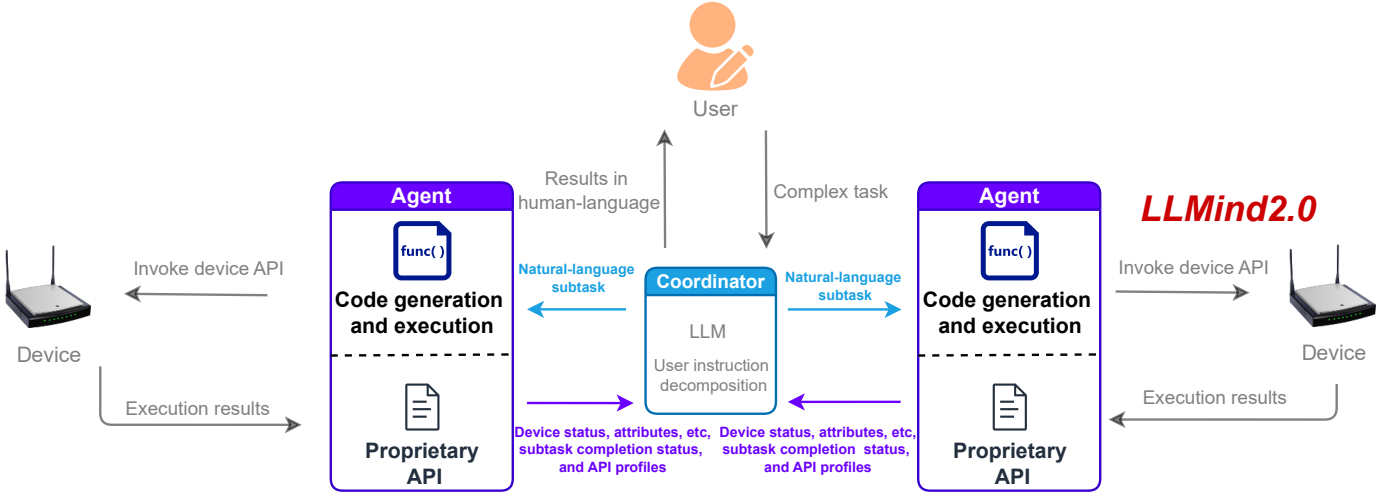 User
Results in
human-language
Complex task
LLMind2.0
Agent
func( )
Code generation
and execution
Proprietary
API
Invoke device API
Device
Execution results
Natural-language
subtask
Coordinator
LLM
User instruction
decomposition
Natural-language
subtask
Device status, attributes, etc,
subtask completion status,
and API profiles
Device status, attributes, etc,
subtask completion status,
and API profiles
Agent
func( )
Code generation
and execution
Proprietary
API
Invoke device API
Device
Execution results